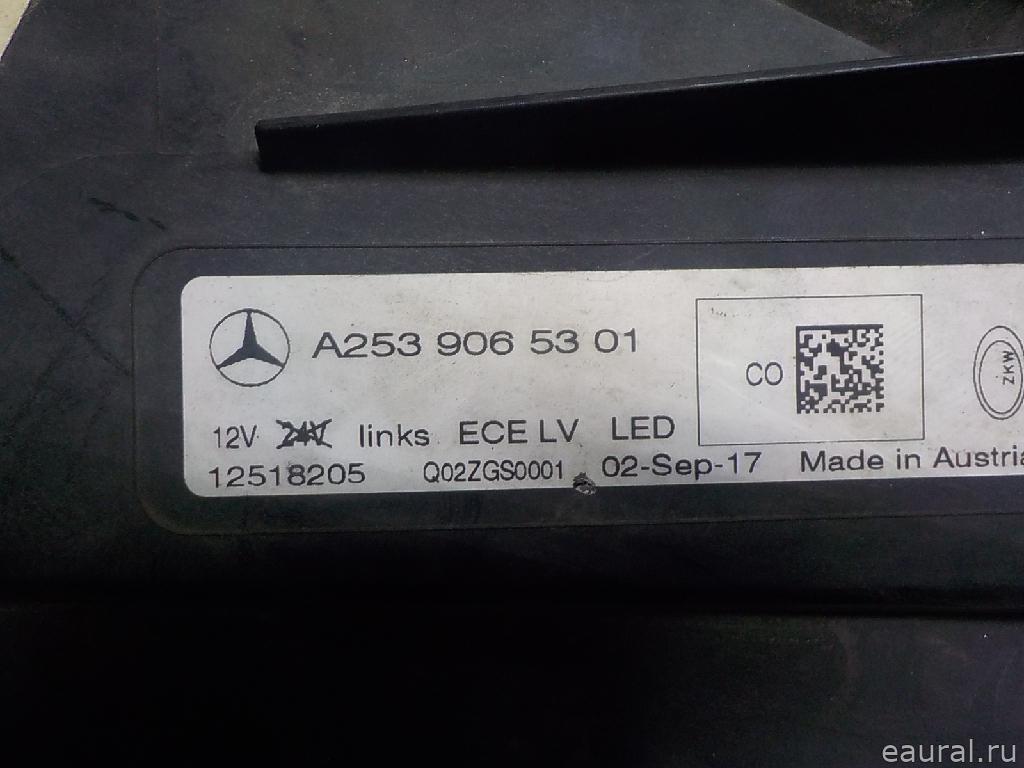 A253 906 53 01
CO
ZKW
12V 24V links ECE LV LED
12518205 Q02ZGS0001 02-Sep-17 Made in Austria
eaural.ru